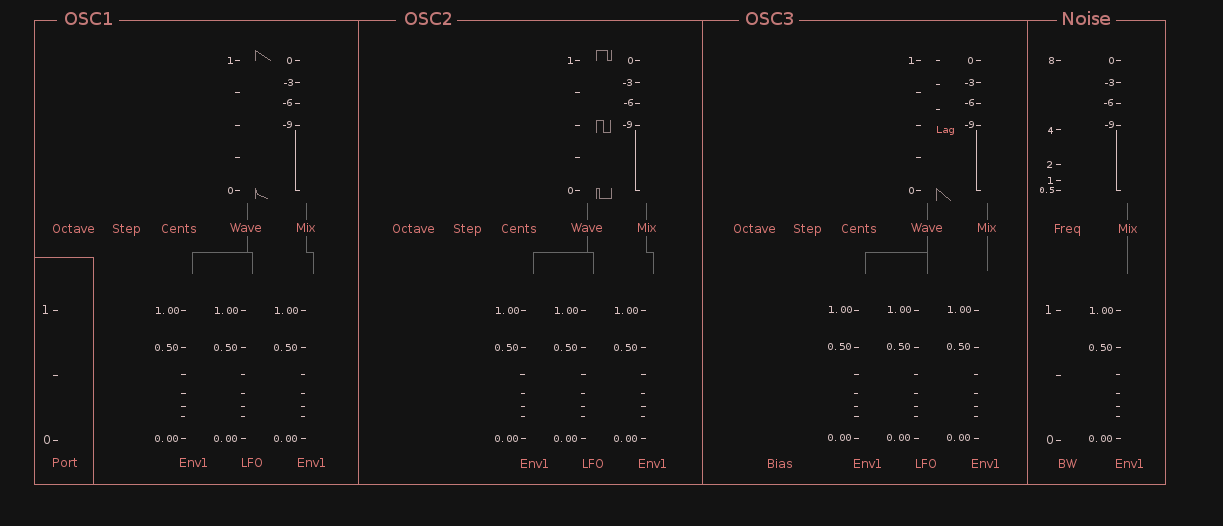 OSC1 OSC2 OSC3 Noise
1 0 1 0 1 0 8 0
-3 -3 -3 -3
-6 -6 -6 -6
-9 -9 -9 -9
Lag 4
2
1
0 0 0 0.5
Octave Step Cents Wave Mix Octave Step Cents Wave Mix Octave Step Cents Wave Mix Freq Mix
1 1.00 1.00 1.00 1.00 1.00 1.00 1.00 1.00 1.00 1 1.00
0.50 0.50 0.50 0.50 0.50 0.50 0.50 0.50 0.50 0.50
0 0.00 0.00 0.00 0.00 0.00 0.00 0.00 0.00 0.00 0 0.00
Port Env1 LFO Env1 Env1 LFO Env1 Bias Env1 LFO Env1 BW Env1